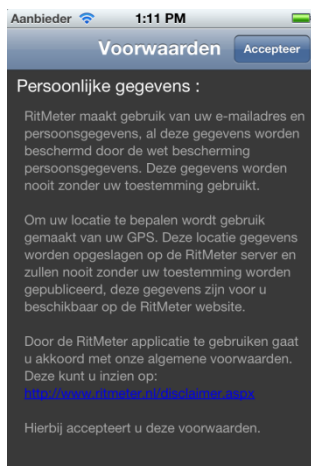 Aanbieder 1:11 PM
Voorwaarden Accepteer
Persoonlijke gegevens :
RitMeter maakt gebruik van uw e-mailadres en
persoonsgegevens, al deze gegevens worden
beschermd door de wet bescherming
persoonsgegevens. Deze gegevens worden
nooit zonder uw toestemming gebruikt.
Om uw locatie te bepalen wordt gebruik
gemaakt van uw GPS. Deze locatie gegevens
worden opgeslagen op de RitMeter server en
zullen nooit zonder uw toestemming worden
gepubliceerd, deze gegevens zijn voor u
beschikbaar op de RitMeter website.
Door de RitMeter applicatie te gebruiken gaat
u akkoord met onze algemene voorwaarden.
Deze kunt u inzien op:
http://www.ritmeter.nl/disclaimer.aspx
Hierbij accepteert u deze voorwaarden.